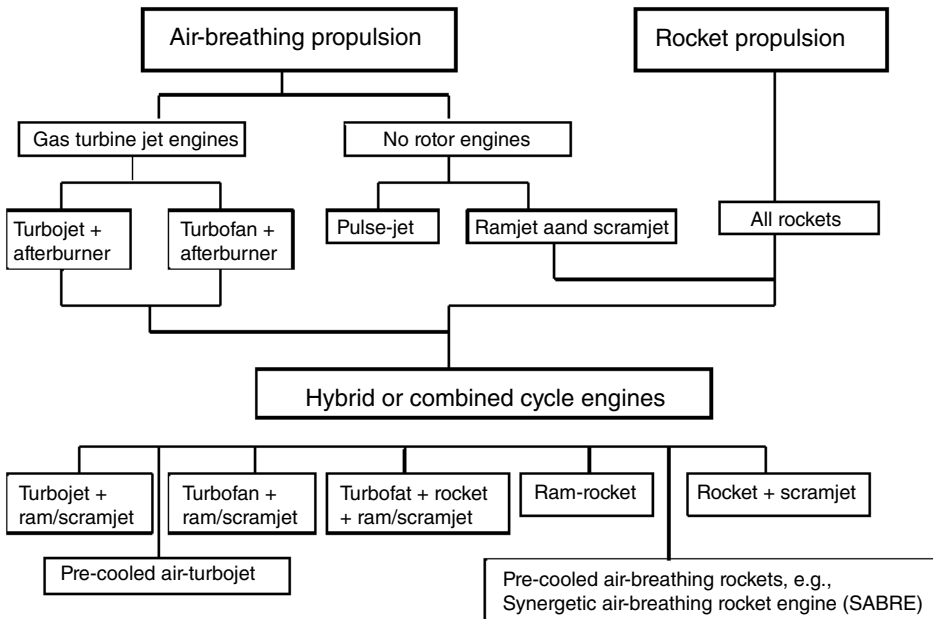 Air-breathing propulsion
Rocket propulsion
Gas turbine jet engines
No rotor engines
Turbojet +
afterburner
Turbofan +
afterburner
Pulse-jet
Ramjet aand scramjet
All rockets
Hybrid or combined cycle engines
Turbojet +
ram/scramjet
Turbofan +
ram/scramjet
Turbofat + rocket
+ ram/scramjet
Ram-rocket
Rocket + scramjet
Pre-cooled air-turbojet
Pre-cooled air-breathing rockets, e.g.,
Synergetic air-breathing rocket engine (SABRE)